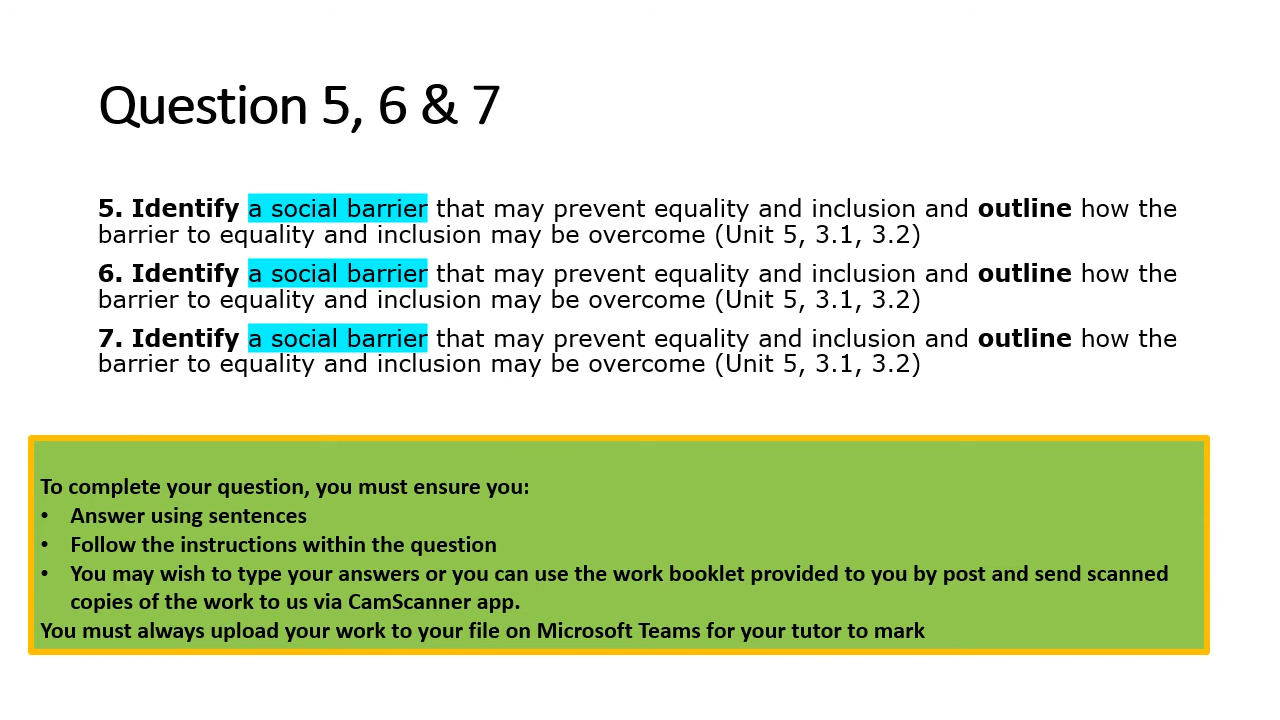 Question 5, 6 & 7
5. Identify a social barrier that may prevent equality and inclusion and outline how the
barrier to equality and inclusion may be overcome (Unit 5, 3.1, 3.2)
6. Identify a social barrier that may prevent equality and inclusion and outline how the
barrier to equality and inclusion may be overcome (Unit 5, 3.1, 3.2)
7. Identify a social barrier that may prevent equality and inclusion and outline how the
barrier to equality and inclusion may be overcome (Unit 5, 3.1, 3.2)
To complete your question, you must ensure you:
• Answer using sentences
• Follow the instructions within the question
• You may wish to type your answers or you can use the work booklet provided to you by post and send scanned
copies of the work to us via CamScanner app.
You must always upload your work to your file on Microsoft Teams for your tutor to mark